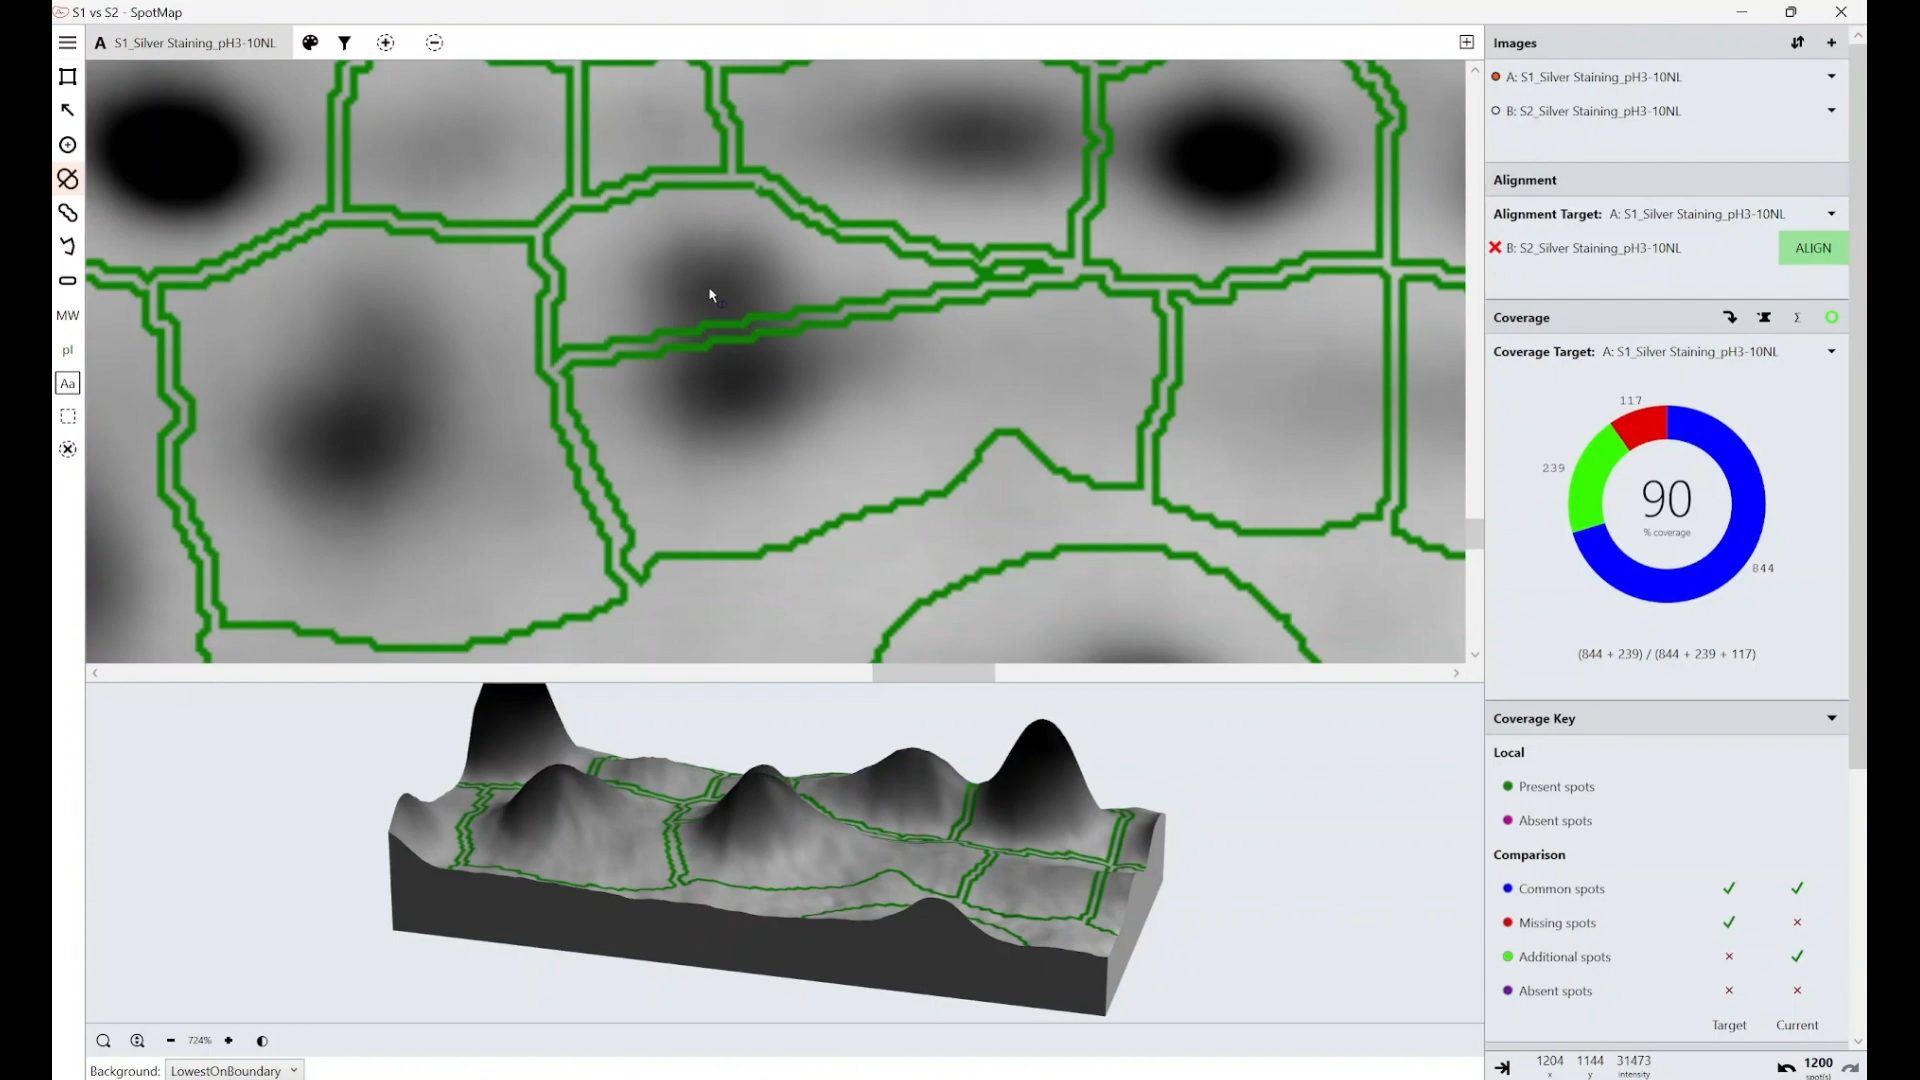 S1 vs S2 - SpotMap
A S1_Silver Staining_pH3-10NL
MW
pI
Aa
724%
Background: LowestOnBoundary
Images
A: S1_Silver Staining_pH3-10NL
B: S2_Silver Staining_pH3-10NL
Alignment
Alignment Target: A: S1_Silver Staining_pH3-10NL
B: S2_Silver Staining_pH3-10NL ALIGN
Coverage Σ
Coverage Target: A: S1_Silver Staining_pH3-10NL
117
239
90
% coverage
844
(844 + 239) / (844 + 239 + 117)
Coverage Key
Local
Present spots
Absent spots
Comparison
Common spots
Missing spots
Additional spots
Absent spots
Target Current
1204 1144 31473 1200
x y intensity spot(s)